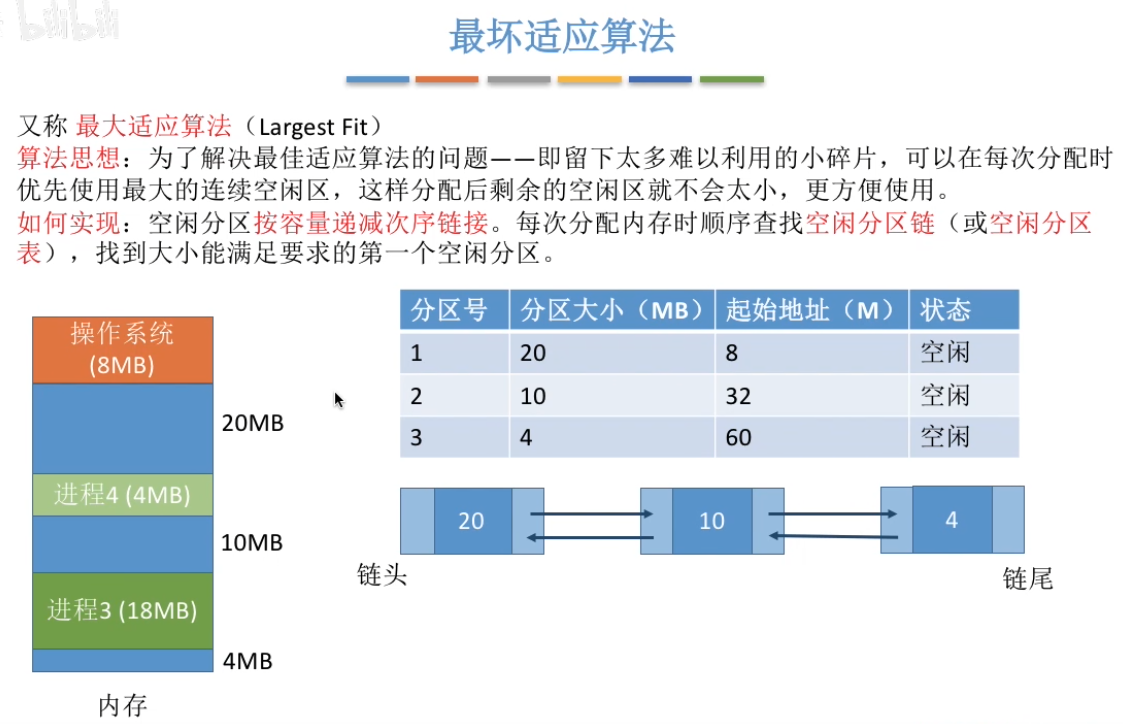 bilibili
最坏适应算法
又称 最大适应算法（Largest Fit）
算法思想：为了解决最佳适应算法的问题——即留下太多难以利用的小碎片，可以在每次分配时
优先使用最大的连续空闲区，这样分配后剩余的空闲区就不会太小，更方便使用。
如何实现：空闲分区按容量递减次序链接。每次分配内存时顺序查找空闲分区链（或空闲分区
表），找到大小能满足要求的第一个空闲分区。
操作系统
(8MB)
20MB
进程4 (4MB)
10MB
进程3 (18MB)
4MB
内存
分区号 分区大小（MB） 起始地址（M） 状态
1 20 8 空闲
2 10 32 空闲
3 4 60 空闲
20 10 4
链头 链尾